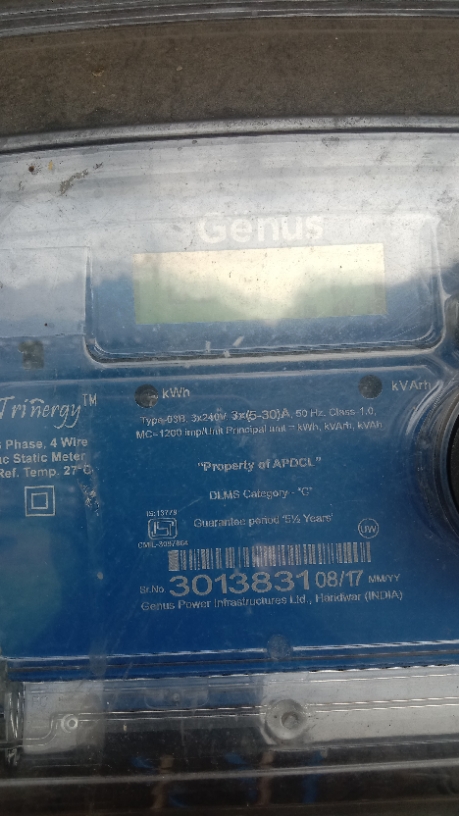 Genus
kWh
kVArh
Trinergy™
Type-03B, 3x240V 3x(5-30)A, 50 Hz, Class 1.0,
MC-1200 imp/Unit Principal unit = kWh, kVArh, kVAh
Phase, 4 Wire
Static Meter
Ref. Temp. 27°C
"Property of APDCL"
DLMS Category - "C"
IS:13779
Guarantee period '5½ Years'
UW
Sr.No. 3013831 08/17 MM/YY
Genus Power Infrastructures Ltd., Haridwar (INDIA)